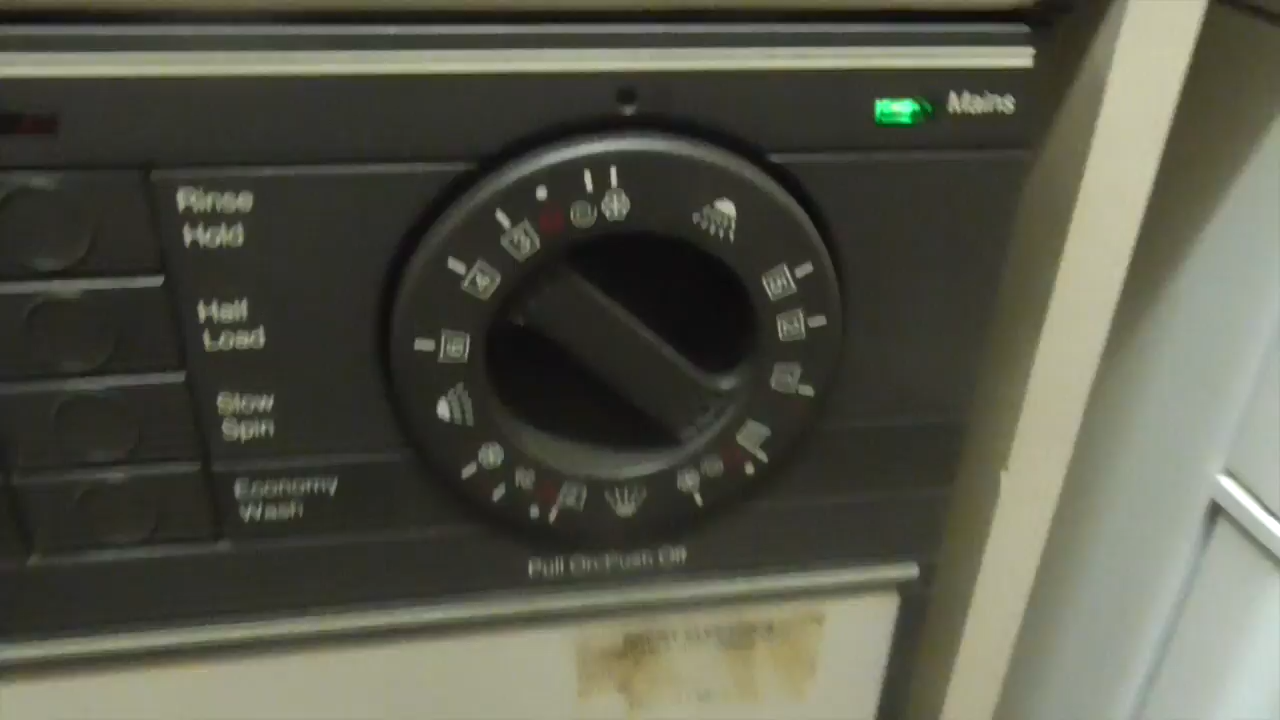 Mains
Rinse
Hold
Half
Load
Slow
Spin
Economy
Wash
Pull On/Push Off